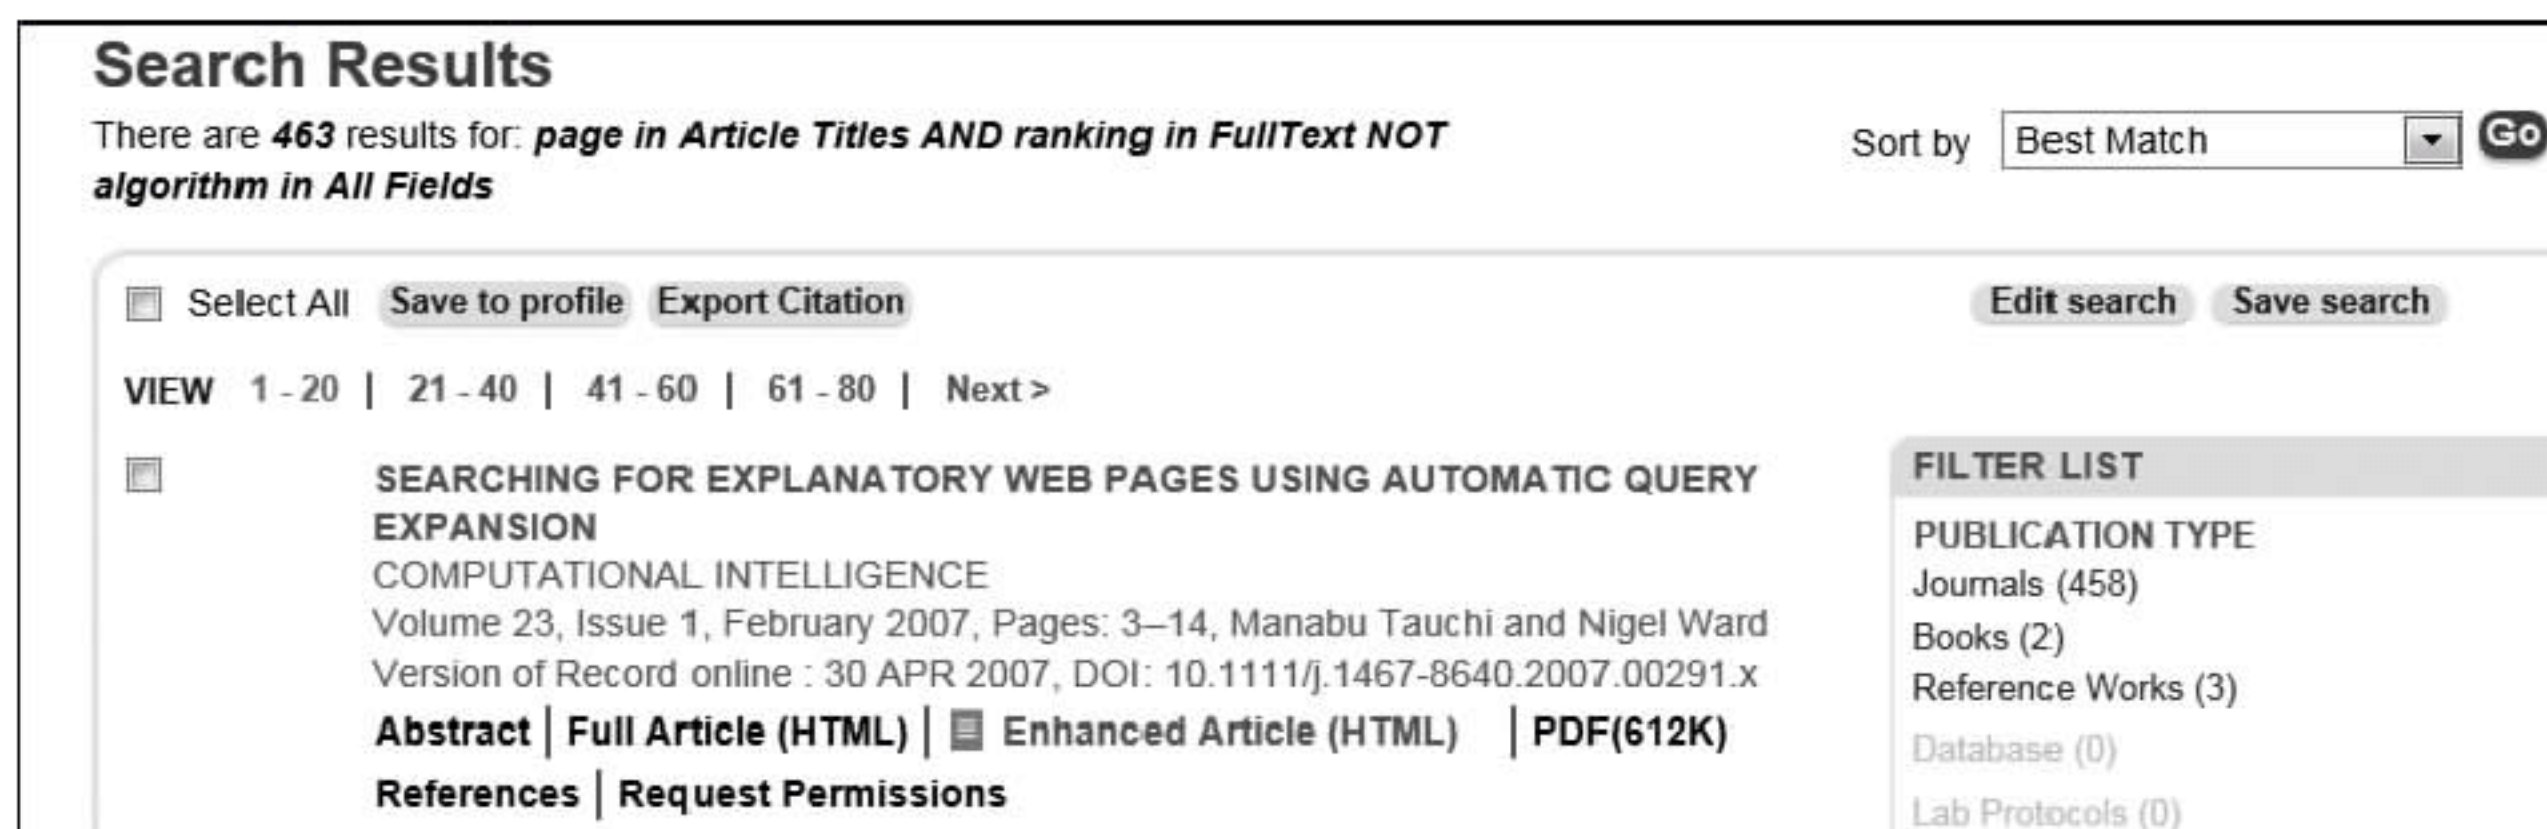 Search Results
There are 463 results for: page in Article Titles AND ranking in FullText NOT
algorithm in All Fields
Sort by Best Match Go
Select All Save to profile Export Citation
Edit search Save search
VIEW 1 - 20 | 21 - 40 | 41 - 60 | 61 - 80 | Next >
SEARCHING FOR EXPLANATORY WEB PAGES USING AUTOMATIC QUERY
EXPANSION
COMPUTATIONAL INTELLIGENCE
Volume 23, Issue 1, February 2007, Pages: 3–14, Manabu Tauchi and Nigel Ward
Version of Record online : 30 APR 2007, DOI: 10.1111/j.1467-8640.2007.00291.x
Abstract | Full Article (HTML) | Enhanced Article (HTML) | PDF(612K)
References | Request Permissions
FILTER LIST
PUBLICATION TYPE
Journals (458)
Books (2)
Reference Works (3)
Database (0)
Lab Protocols (0)